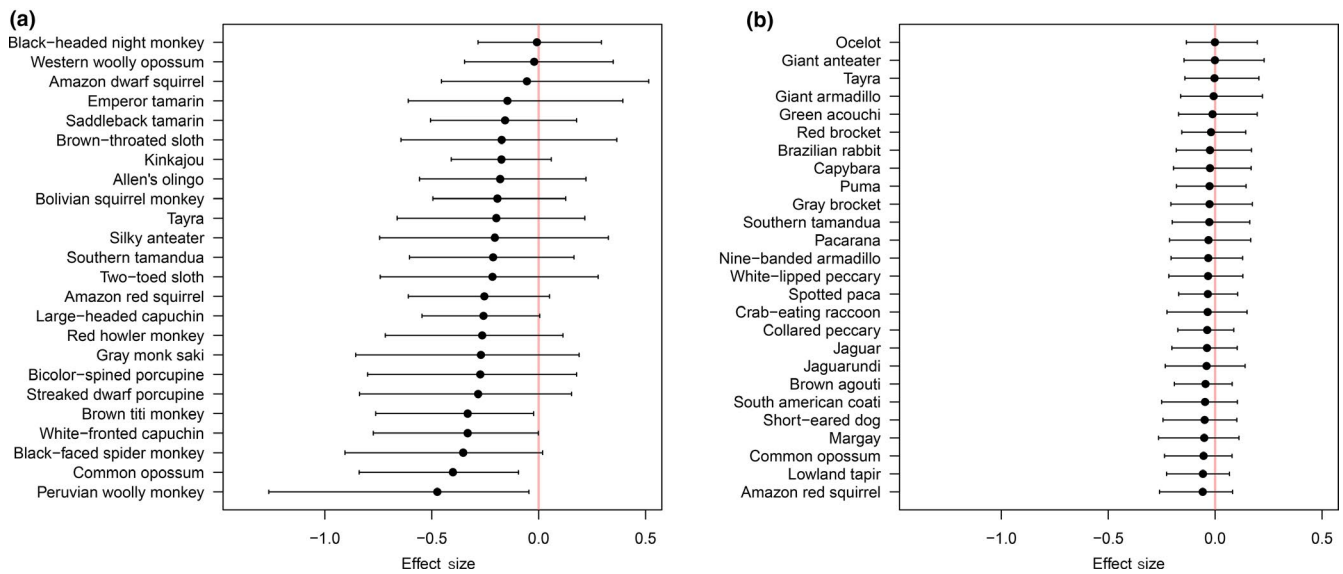 (a)
Black−headed night monkey
Western woolly opossum
Amazon dwarf squirrel
Emperor tamarin
Saddleback tamarin
Brown−throated sloth
Kinkajou
Allen's olingo
Bolivian squirrel monkey
Tayra
Silky anteater
Southern tamandua
Two−toed sloth
Amazon red squirrel
Large−headed capuchin
Red howler monkey
Gray monk saki
Bicolor−spined porcupine
Streaked dwarf porcupine
Brown titi monkey
White−fronted capuchin
Black−faced spider monkey
Common opossum
Peruvian woolly monkey
−1.0 −0.5 0.0 0.5
Effect size
(b)
Ocelot
Giant anteater
Tayra
Giant armadillo
Green acouchi
Red brocket
Brazilian rabbit
Capybara
Puma
Gray brocket
Southern tamandua
Pacarana
Nine−banded armadillo
White−lipped peccary
Spotted paca
Crab−eating raccoon
Collared peccary
Jaguar
Jaguarundi
Brown agouti
South american coati
Short−eared dog
Margay
Common opossum
Lowland tapir
Amazon red squirrel
−1.0 −0.5 0.0 0.5
Effect size